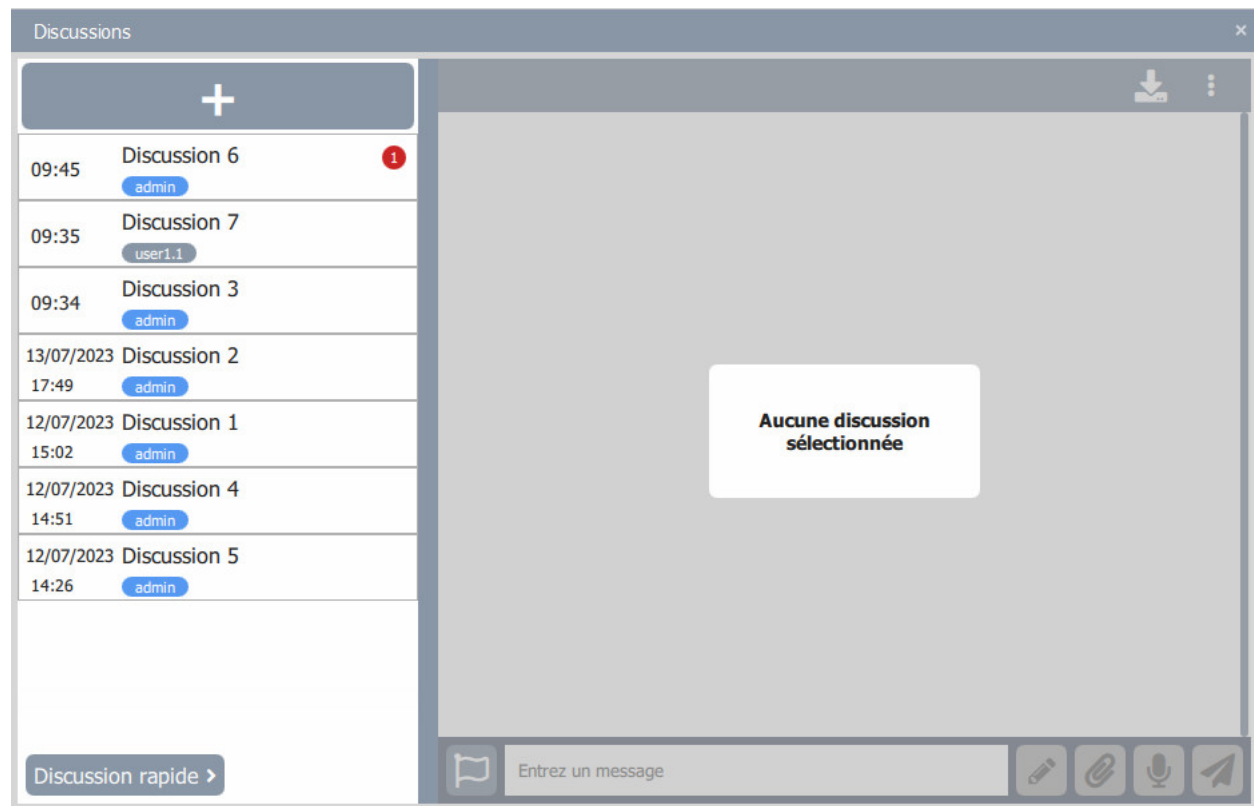 Discussions
09:45 Discussion 6 1
admin
09:35 Discussion 7
user1.1
09:34 Discussion 3
admin
13/07/2023 Discussion 2
17:49 admin
12/07/2023 Discussion 1
15:02 admin
12/07/2023 Discussion 4
14:51 admin
12/07/2023 Discussion 5
14:26 admin
Aucune discussion
sélectionnée
Discussion rapide
Entrez un message